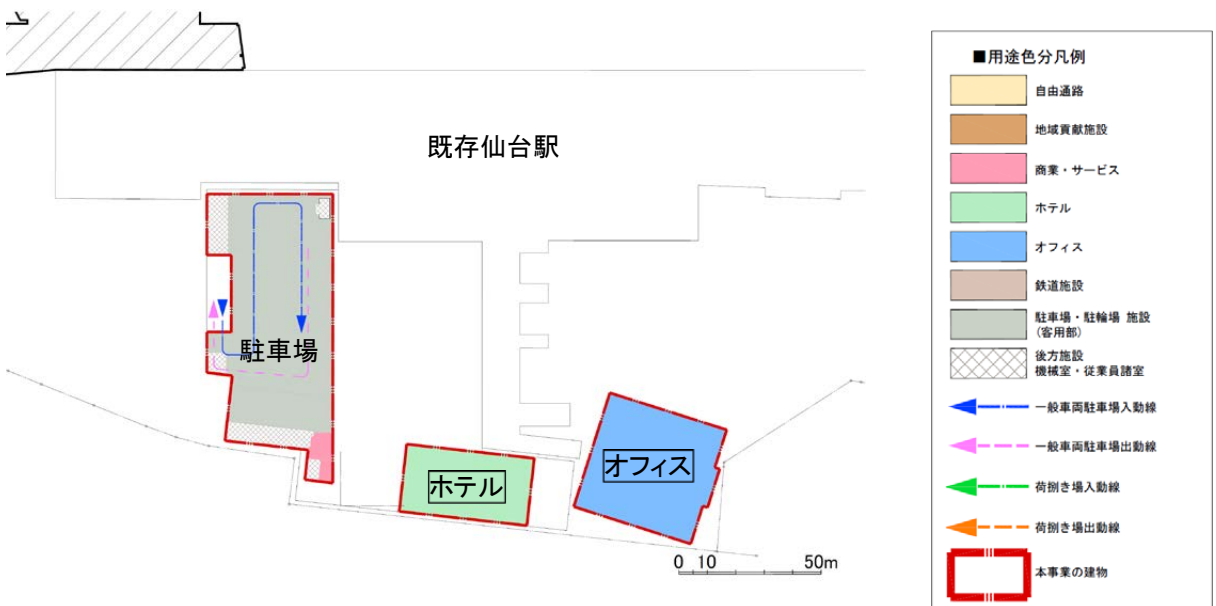 既存仙台駅
駐車場
ホテル
オフィス
0 10 50m
■用途色分凡例
自由通路
地域貢献施設
商業・サービス
ホテル
オフィス
鉄道施設
駐車場・駐輪場 施設
(客用部)
後方施設
機械室・従業員諸室
一般車両駐車場入動線
一般車両駐車場出動線
荷捌き場入動線
荷捌き場出動線
本事業の建物